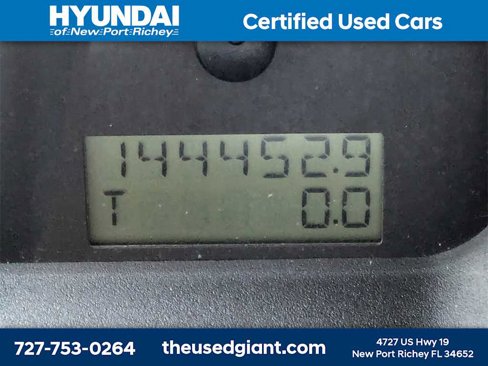 HYUNDAI
of New Port Richey
Certified Used Cars
144452.9
T 0.0
727-753-0264
theusedgiant.com
4727 US Hwy 19
New Port Richey FL 34652